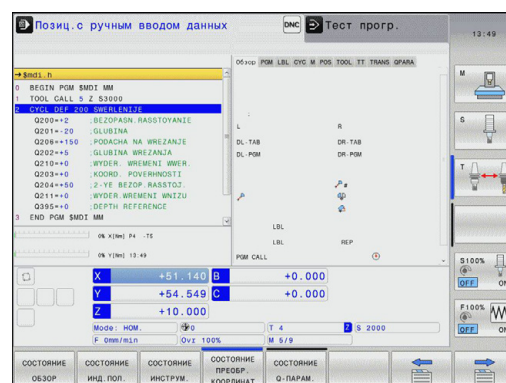 Позиц.с ручным вводом данных
DNC
Тест прогр.
13:49
Обзор PGM LBL CYC M POS TOOL TT TRANS QPARA
→$mdi.h
0 BEGIN PGM $MDI MM
1 TOOL CALL 5 Z S3000
2 CYCL DEF 200 SWERLENIJE
Q200=+2 ;BEZOPASN.RASSTOYANIE
Q201=-20 ;GLUBINA
Q206=+150 ;PODACHA NA WREZANJE
Q202=+5 ;GLUBINA WREZANJA
Q210=+0 ;WYDER. WREMENI WWER.
Q203=+0 ;KOORD. POVERHNOSTI
Q204=+50 ;2-YE BEZOP.RASSTOJ.
Q211=+0 ;WYDER.WREMENI WNIZU
Q395=+0 ;DEPTH REFERENCE
3 END PGM $MDI MM
L R
DL-TAB DR-TAB
DL-PGM DR-PGM
LBL
LBL REP
PGM CALL
0% X[Nm] P4 -T5
0% Y[Nm] 13:49
X +51.140 B +0.000
Y +54.549 C +0.000
Z +10.000
Mode: НОМ. 0 T 4 Z S 2000
F 0mm/min Ovr 100% M 5/9
M
S
T
S100%
OFF ON
F100%
OFF ON
СОСТОЯНИЕ ОБЗОР
СОСТОЯНИЕ ИНД.ПОЛ.
СОСТОЯНИЕ ИНСТРУМ.
СОСТОЯНИЕ ПРЕОБР. КООРДИНАТ
СОСТОЯНИЕ Q-ПАРАМ.